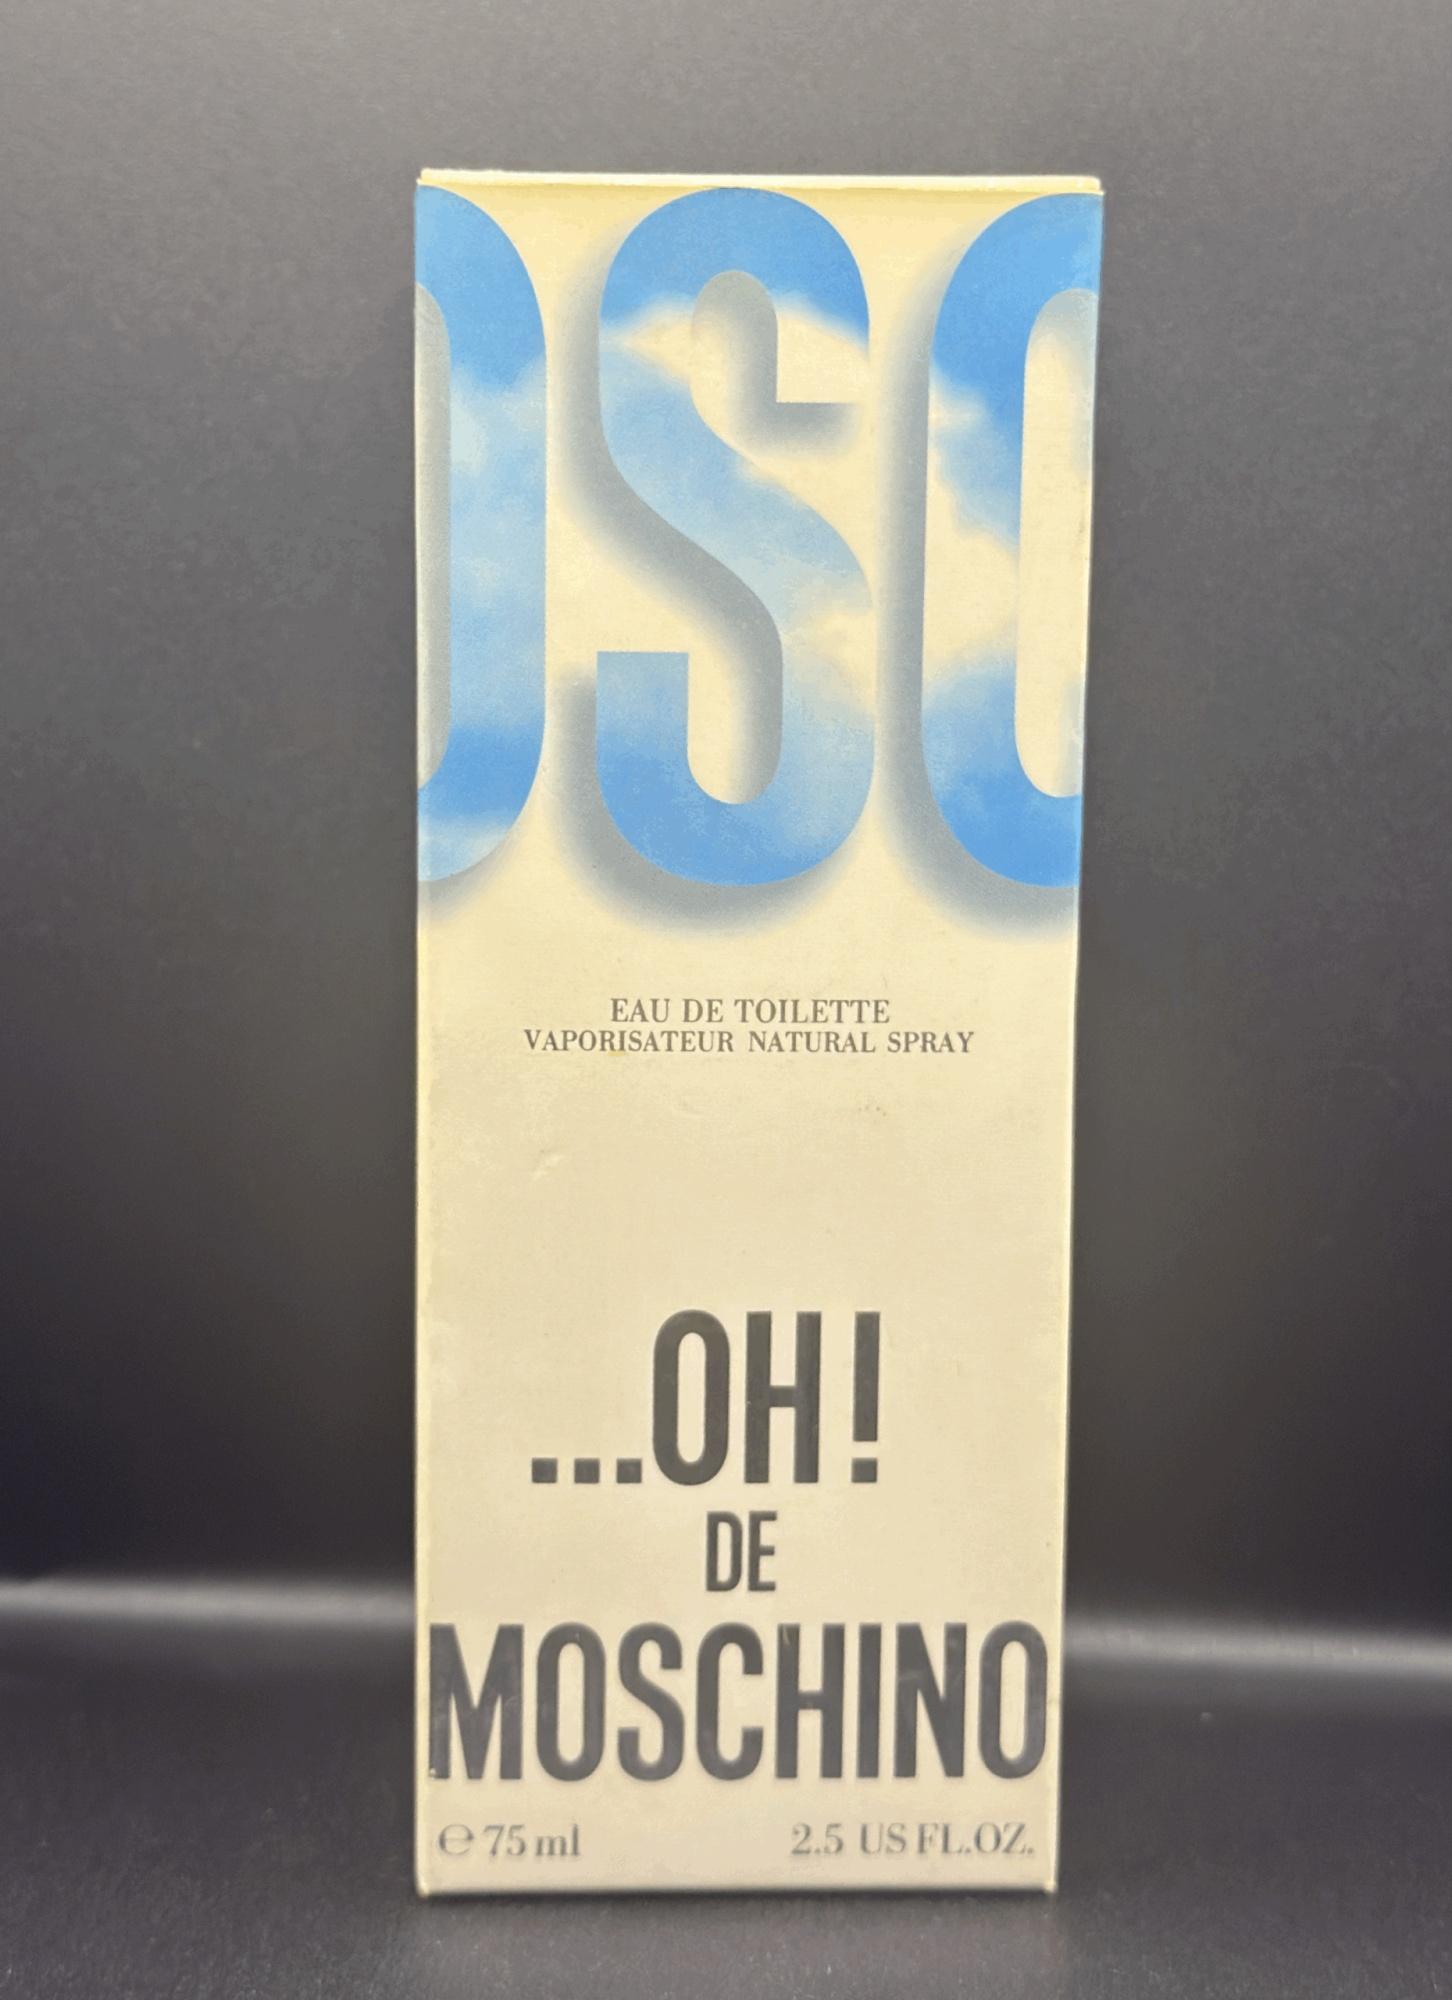 OSC
EAU DE TOILETTE
VAPORISATEUR NATURAL SPRAY
...OH!
DE
MOSCHINO
℮ 75 ml 2.5 US FL.OZ.